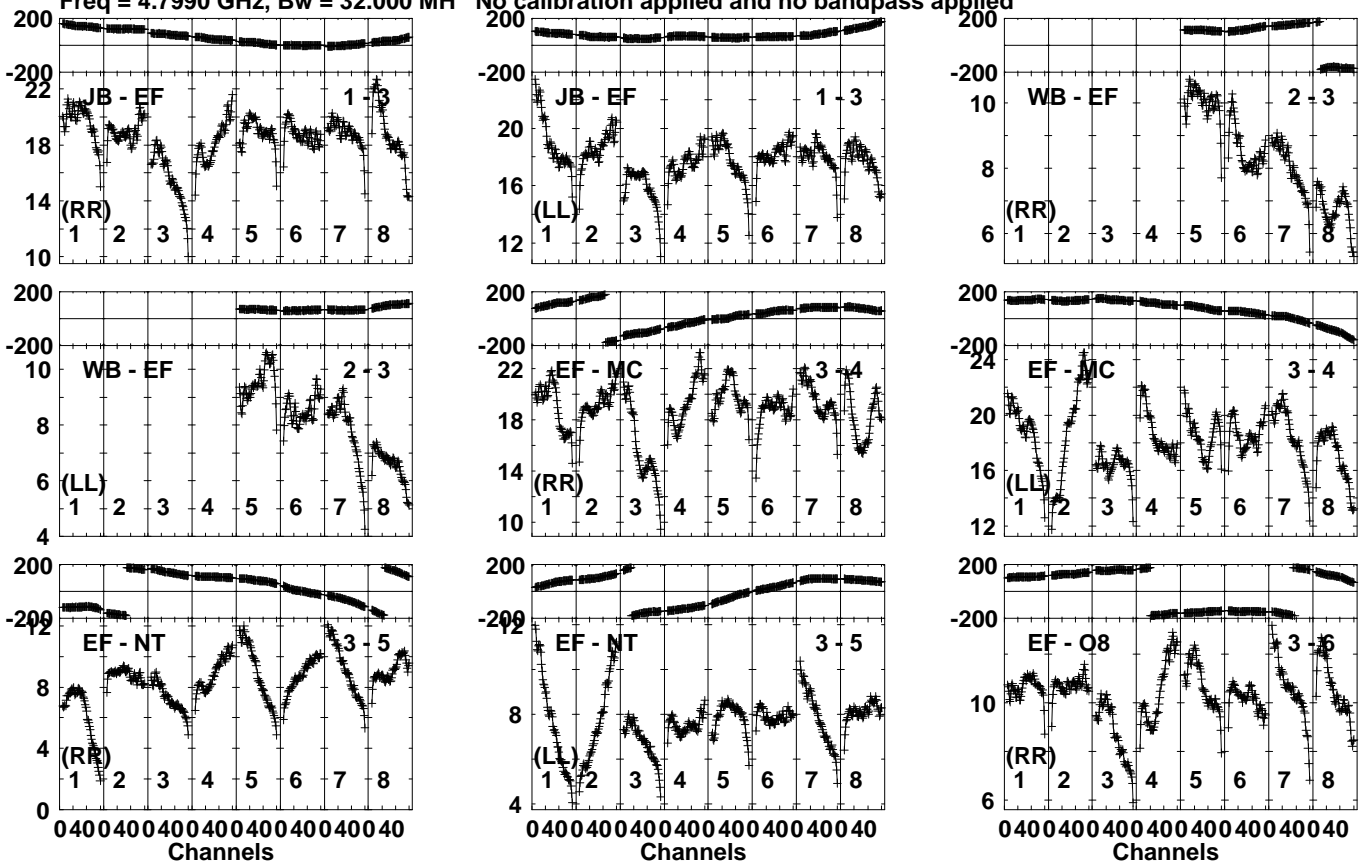 Freq = 4.7990 GHz, Bw = 32.000 MH No calibration applied and no bandpass applied
200
-200
22
18
14
10
JB - EF 1 - 3
(RR)
1 2 3 4 5 6 7 8
200
-200
20
16
12
JB - EF 1 - 3
(LL)
1 2 3 4 5 6 7 8
200
-200
10
8
6
WB - EF 2 - 3
(RR)
1 2 3 4 5 6 7 8
200
-200
10
8
6
4
WB - EF 2 - 3
(LL)
1 2 3 4 5 6 7 8
200
-200
22
18
14
10
EF - MC 3 - 4
(RR)
1 2 3 4 5 6 7 8
200
-200
24
20
16
12
EF - MC 3 - 4
(LL)
1 2 3 4 5 6 7 8
200
-200
12
8
4
0
EF - NT 3 - 5
(RR)
1 2 3 4 5 6 7 8
0 40 0 40 0 40 0 40 0 40 0 40 0 40 0 40
Channels
200
-200
12
8
4
EF - NT 3 - 5
(LL)
1 2 3 4 5 6 7 8
0 40 0 40 0 40 0 40 0 40 0 40 0 40 0 40
Channels
200
-200
10
6
EF - O8 3 - 6
(RR)
1 2 3 4 5 6 7 8
0 40 0 40 0 40 0 40 0 40 0 40 0 40 0 40
Channels